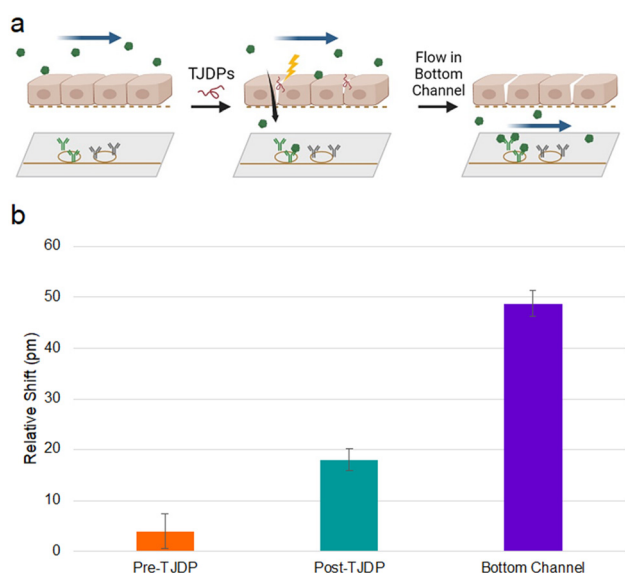 a
TJDPs
Flow in
Bottom
Channel
b
Relative Shift (pm)
60
50
40
30
20
10
0
Pre-TJDP
Post-TJDP
Bottom Channel